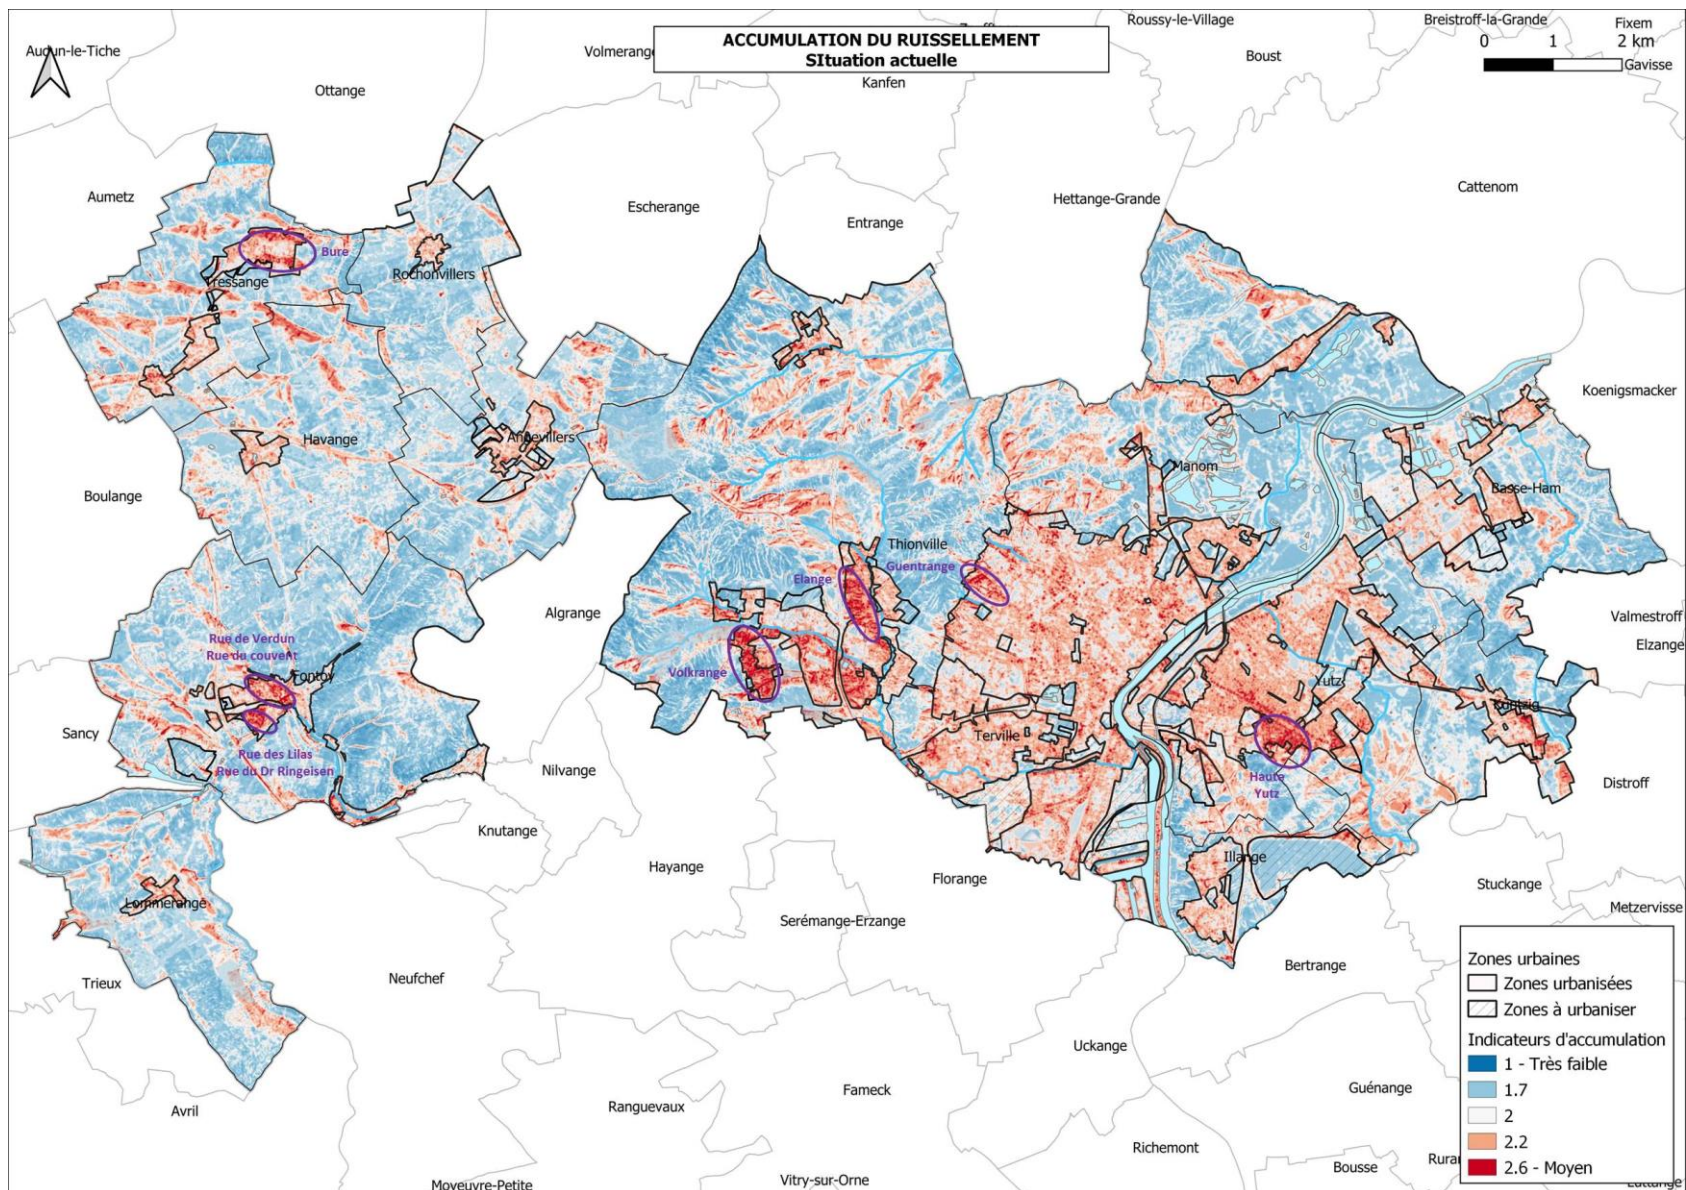 ACCUMULATION DU RUISSELLEMENT
SItuation actuelle
Roussy-le-Village
Breistroff-la-Grande
Fixem
0 1 2 km
Gavisse
Audun-le-Tiche
Volmerange
Boust
Kanfen
Ottange
Aumetz
Escherange
Entrange
Hettange-Grande
Cattenom
Bure
Rochonvillers
Tressange
Koenigsmacker
Havange
Angevillers
Manom
Boulange
Basse-Ham
Thionville
Guentrange
Elange
Algrange
Valmestroff
Elzange
Rue de Verdun
Rue du couvent
Fontoy
Volkrange
Yutz
Kuntzig
Sancy
Terville
Rue des Lilas
Rue du Dr Ringeisen
Nilvange
Haute
Yutz
Distroff
Knutange
Hayange
Florange
Illange
Stuckange
Lommerange
Serémange-Erzange
Metzervisse
Trieux
Neufchef
Bertrange
Uckange
Fameck
Guénange
Avril
Ranguevaux
Richemont
Bousse
Moyeuvre-Petite
Vitry-sur-Orne
Zones urbaines
Zones urbanisées
Zones à urbaniser
Indicateurs d'accumulation
1 - Très faible
1.7
2
2.2
2.6 - Moyen